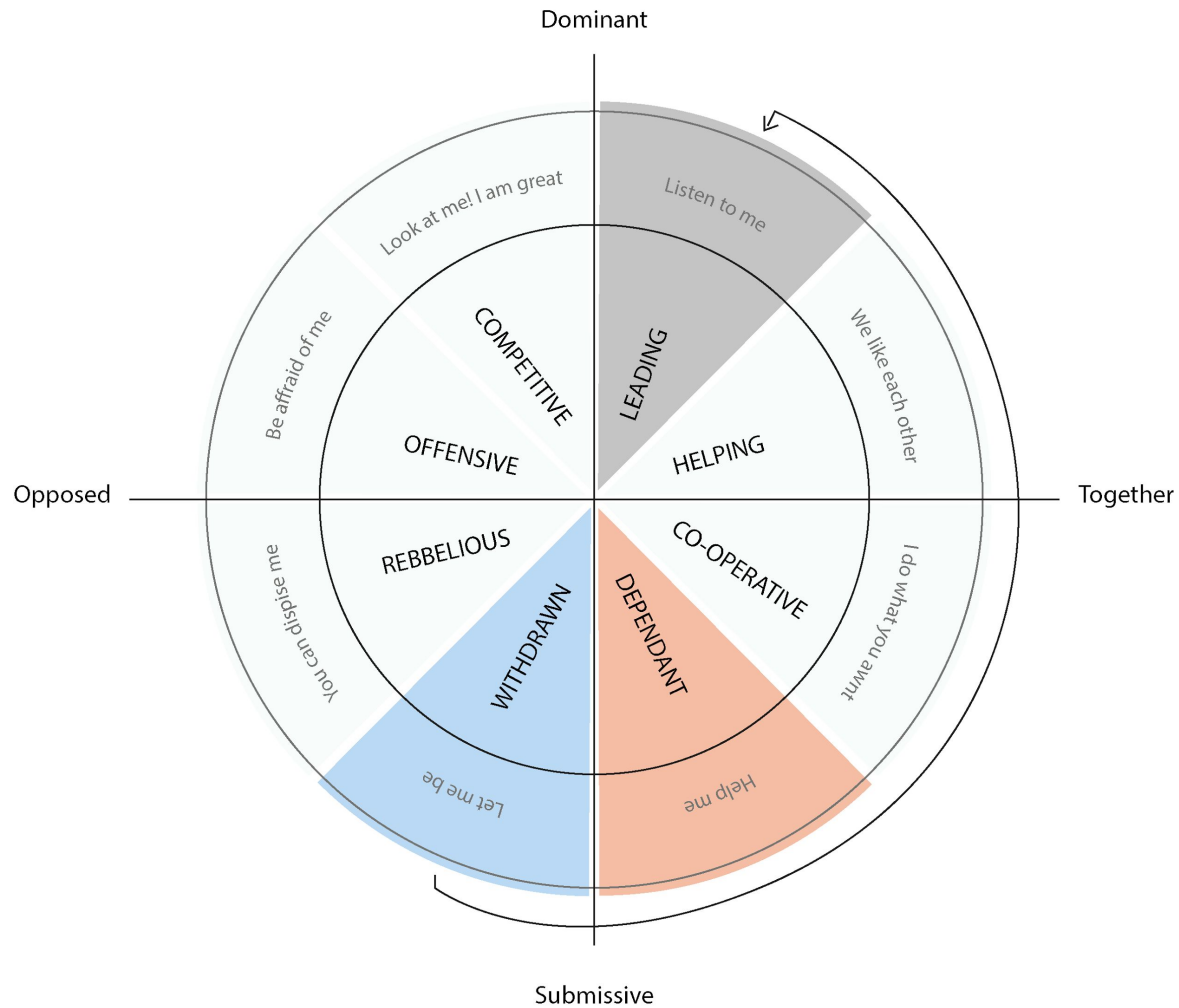 Dominant
Look at me! I am great
Listen to me
Be affraid of me
We like each other
COMPETITIVE
LEADING
OFFENSIVE
HELPING
Opposed
Together
REBBELIOUS
CO-OPERATIVE
WITHDRAWN
DEPENDANT
You can dispise me
I do what you awnt
Let me be
Help me
Submissive